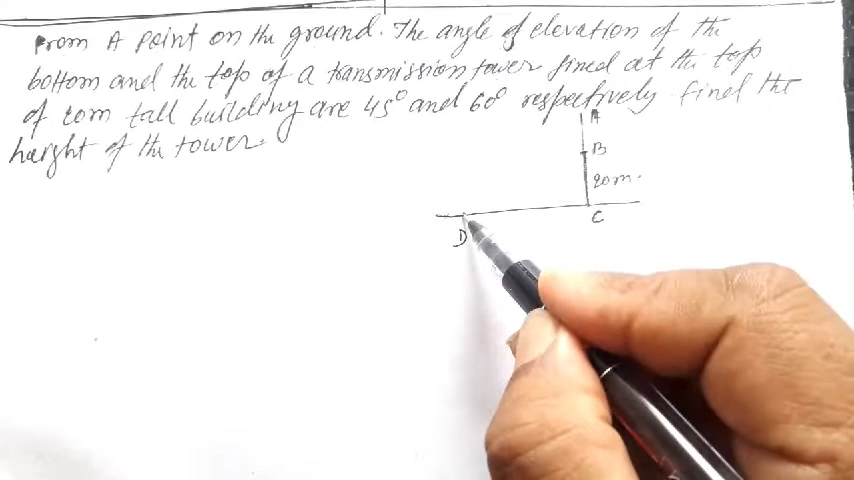 From A point on the ground. The angle of elevation of the
bottom and the top of a transmission tower fined at the top
of 20m tall building are 45° and 60° respectively. find the
height of the tower.
A
B
20m.
C
D